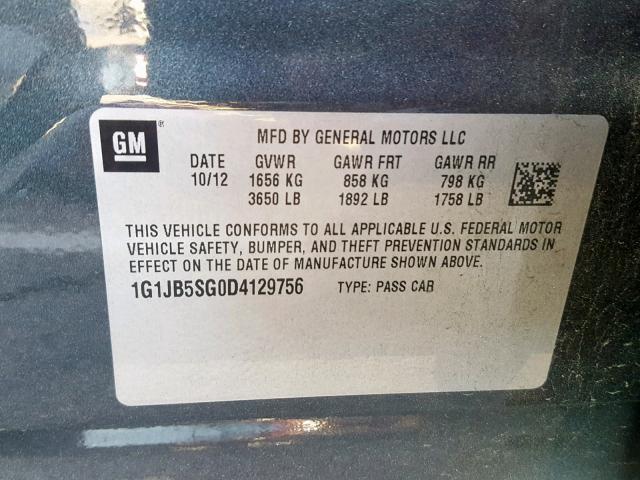 GM ®
MFD BY GENERAL MOTORS LLC
DATE GVWR GAWR FRT GAWR RR
10/12 1656 KG 858 KG 798 KG
3650 LB 1892 LB 1758 LB
THIS VEHICLE CONFORMS TO ALL APPLICABLE U.S. FEDERAL MOTOR
VEHICLE SAFETY, BUMPER, AND THEFT PREVENTION STANDARDS IN
EFFECT ON THE DATE OF MANUFACTURE SHOWN ABOVE.
1G1JB5SG0D4129756 TYPE: PASS CAR